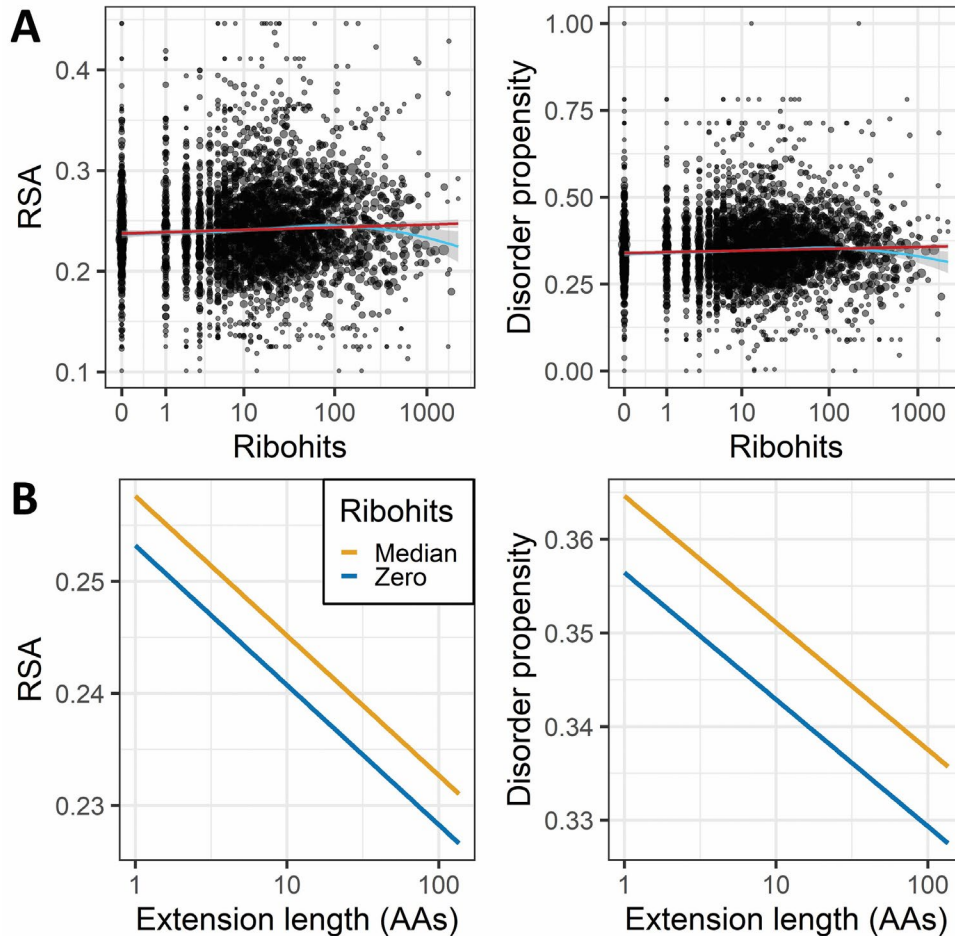 A
RSA
0.4
0.3
0.2
0.1
0 1 10 100 1000
Ribohits
Disorder propensity
1.00
0.75
0.50
0.25
0.00
0 1 10 100 1000
Ribohits
B
RSA
0.25
0.24
0.23
1 10 100
Extension length (AAs)
Ribohits
Median
Zero
Disorder propensity
0.36
0.35
0.34
0.33
1 10 100
Extension length (AAs)